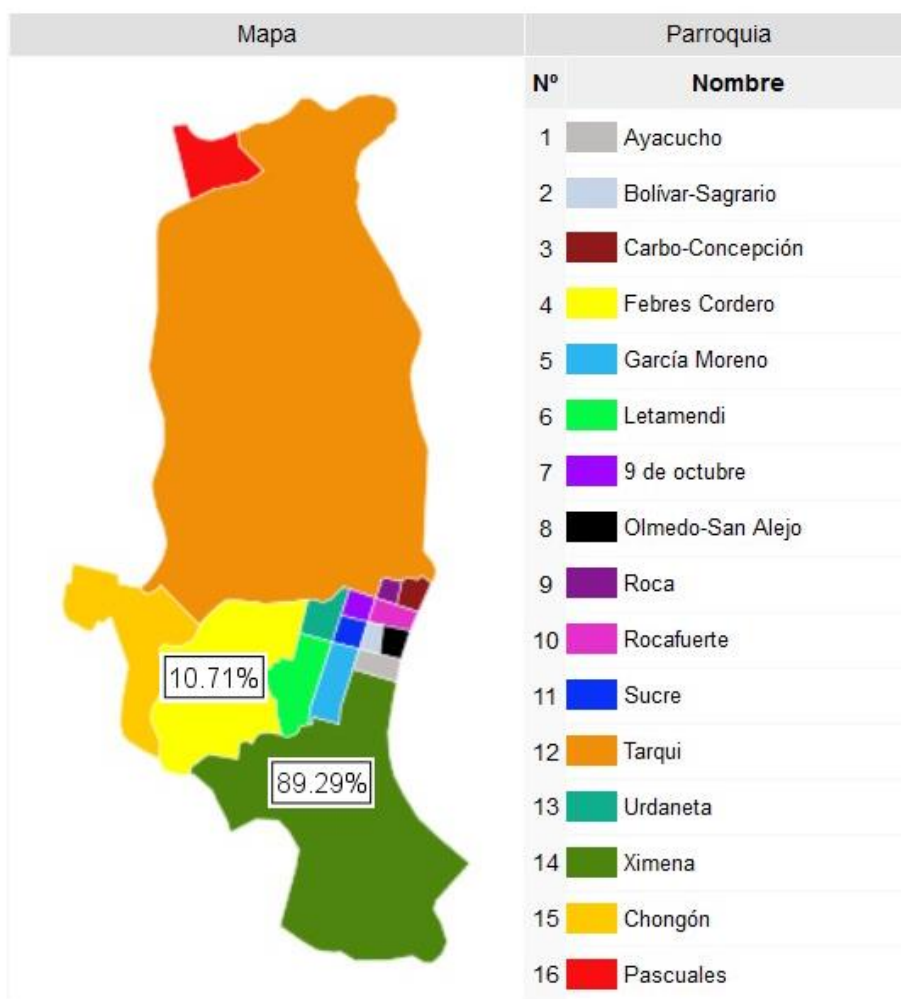 Mapa
Parroquia
Nº Nombre
1 Ayacucho
2 Bolívar-Sagrario
3 Carbo-Concepción
4 Febres Cordero
5 García Moreno
6 Letamendi
7 9 de octubre
8 Olmedo-San Alejo
9 Roca
10 Rocafuerte
11 Sucre
12 Tarqui
13 Urdaneta
14 Ximena
15 Chongón
16 Pascuales
10.71%
89.29%